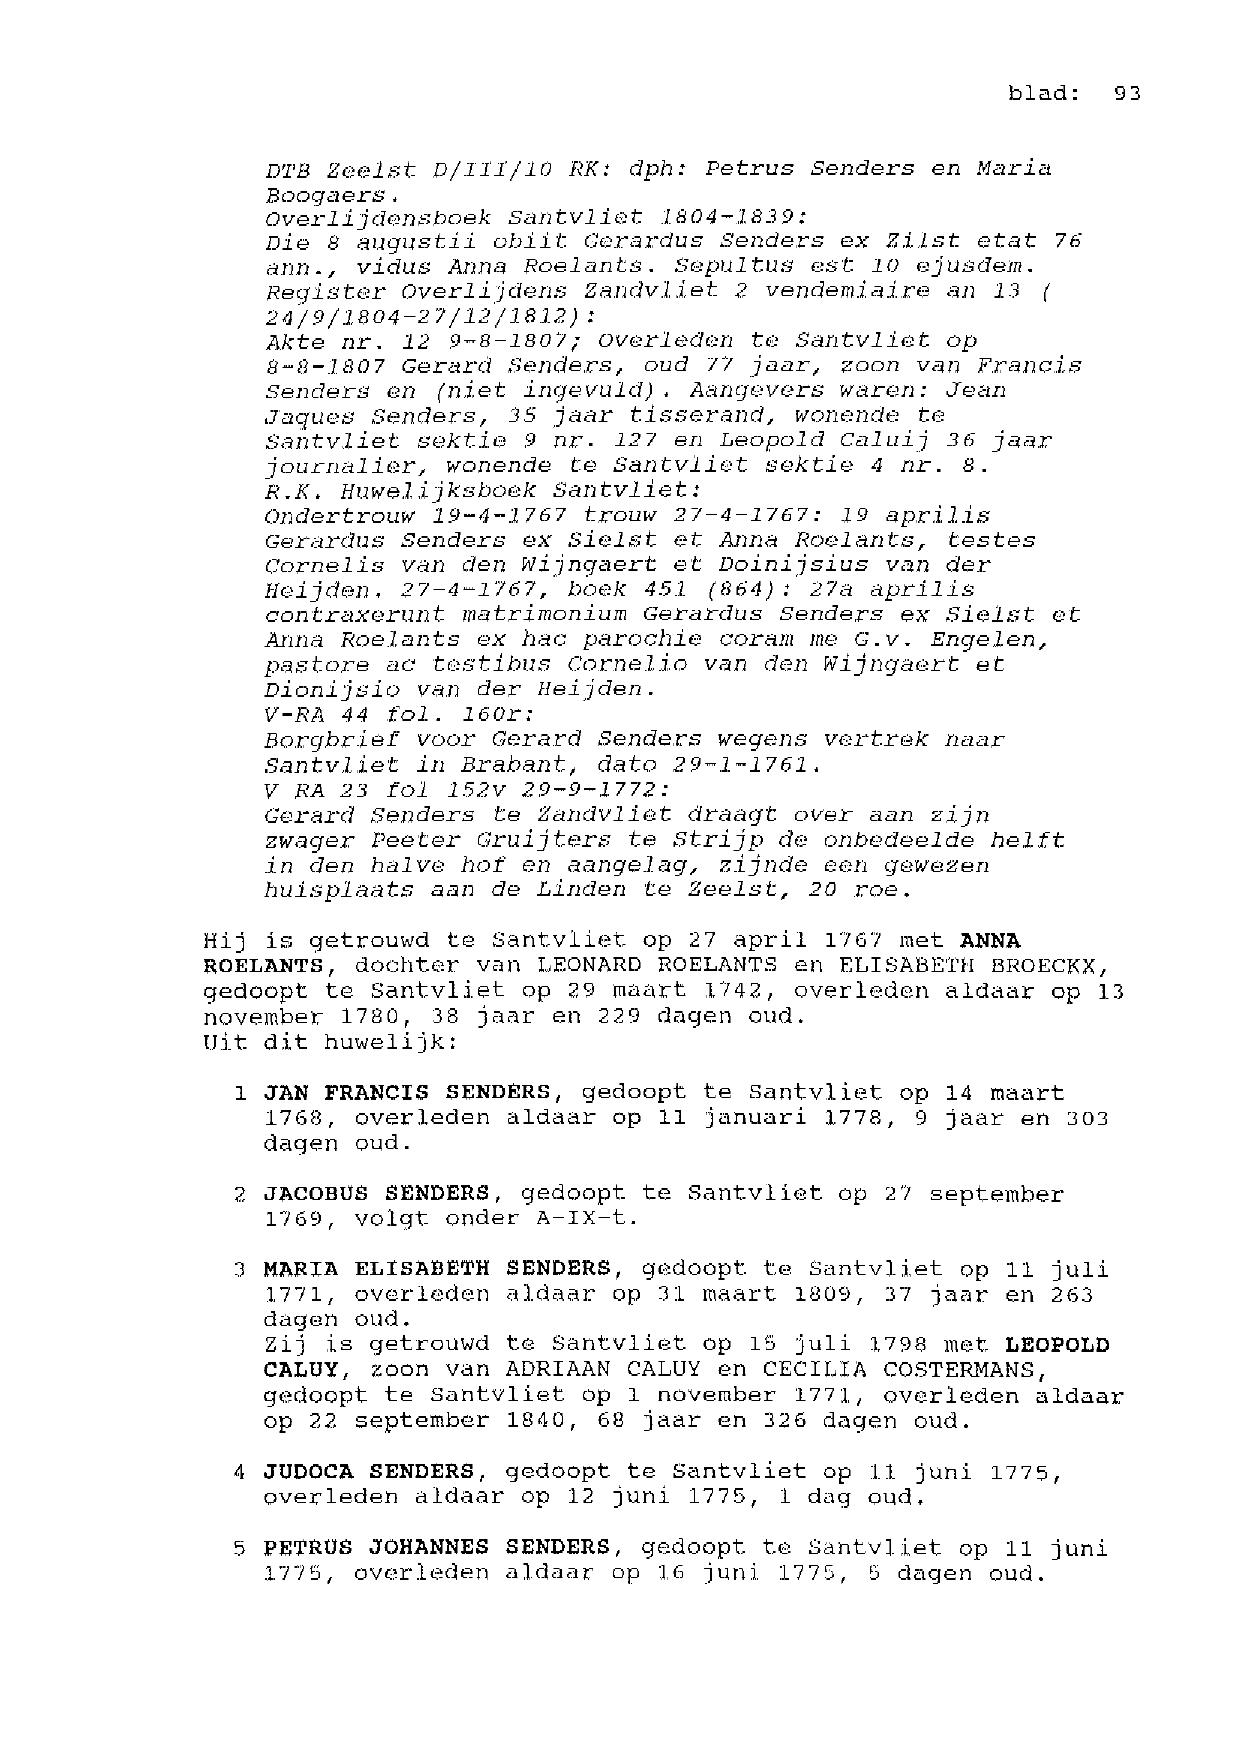 blad: 93
DTB Zeelst D/III/10 RK: dph: Petrus Senders en Maria
Boogaers.
Overlijdensboek Santvliet 1804-1839:
Die 8 augustii obiit Gerardus Senders ex Zilst etat 76
ann., vidus Anna Roelants. Sepultus est 10 ejusdem.
Register Overlijdens Zandvliet 2 vendemiaire an 13 (
24/9/1804-27/12/1812):
Akte nr. 12 9-8-1807; Overleden te Santvliet op
8-8-1807 Gerard Senders, oud 77 jaar, zoon van Francis
Senders en (niet ingevuld). Aangevers waren: Jean
Jaques Senders, 35 jaar tisserand, wonende te
Santvliet sektie 9 nr. 127 en Leopold Caluij 36 jaar
journalier, wonende te Santvliet sektie 4 nr. 8.
R.K. Huwelijksboek Santvliet:
Ondertrouw 19-4-1767 trouw 27-4-1767: 19 aprilis
Gerardus Senders ex Sielst et Anna Roelants, testes
Cornelis van den Wijngaert et Doinijsius van der
Heijden. 27-4-1767, boek 451 (864): 27a aprilis
contraxerunt matrimonium Gerardus Senders ex Sielst et
Anna Roelants ex hac parochie coram me G.v. Engelen,
pastore ac testibus Cornelio van den Wijngaert et
Dionijsio van der Heijden.
V-RA 44 fol. 160r:
Borgbrief voor Gerard Senders wegens vertrek naar
Santvliet in Brabant, dato 29-1-1761.
V RA 23 fol 152v 29-9-1772:
Gerard Senders te Zandvliet draagt over aan zijn
zwager Peeter Gruijters te Strijp de onbedeelde helft
in den halve hof en aangelag, zijnde een gewezen
huisplaats aan de Linden te Zeelst, 20 roe.
Hij is getrouwd te Santvliet op 27 april 1767 met ANNA
ROELANTS, dochter van LEONARD ROELANTS en ELISABETH BROECKX,
gedoopt te Santvliet op 29 maart 1742, overleden aldaar op 13
november 1780, 38 jaar en 229 dagen oud.
Uit dit huwelijk:
1 JAN FRANCIS SENDERS, gedoopt te Santvliet op 14 maart
1768, overleden aldaar op 11 januari 1778, 9 jaar en 303
dagen oud.
2 JACOBUS SENDERS, gedoopt te Santvliet op 27 september
1769, volgt onder A-IX-t.
3 MARIA ELISABETH SENDERS, gedoopt te Santvliet op 11 juli
1771, overleden aldaar op 31 maart 1809, 37 jaar en 263
dagen oud.
Zij is getrouwd te Santvliet op 15 juli 1798 met LEOPOLD
CALUY, zoon van ADRIAAN CALUY en CECILIA COSTERMANS,
gedoopt te Santvliet op 1 november 1771, overleden aldaar
op 22 september 1840, 68 jaar en 326 dagen oud.
4 JUDOCA SENDERS, gedoopt te Santvliet op 11 juni 1775,
overleden aldaar op 12 juni 1775, 1 dag oud.
5 PETRUS JOHANNES SENDERS, gedoopt te Santvliet op 11 juni
1775, overleden aldaar op 16 juni 1775, 5 dagen oud.